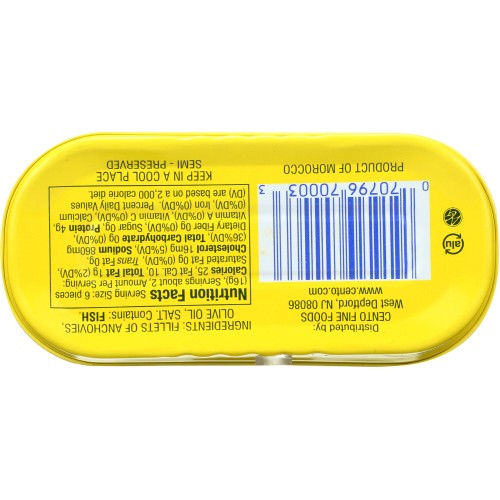 INGREDIENTS: FILLETS OF ANCHOVIES,
OLIVE OIL, SALT. Contains: FISH.
Nutrition Facts Serving Size: 6 pieces
(16g) Servings about 2, Amount Per Serving:
Calories 25, Fat Cal. 10, Total Fat 1g (2%DV),
Saturated Fat 0g (0%DV), Trans Fat 0g
Cholesterol 16mg (5%DV), Sodium 860mg
(36%DV), Total Carbohydrate 0g (0%DV)
Dietary Fiber 0g (0%DV), Sugar 0g, Protein 4g,
Vitamin A (0%DV), Vitamin C (0%DV), Calcium
(0%DV), Iron (0%DV), Percent Daily Values
(DV) are based on a 2,000 calorie diet.
SEMI - PRESERVED
KEEP IN A COOL PLACE
Distributed by:
CENTO FINE FOODS
West Deptford, NJ 08086
www.cento.com
0 70796 70003 3
PRODUCT OF MOROCCO
alu